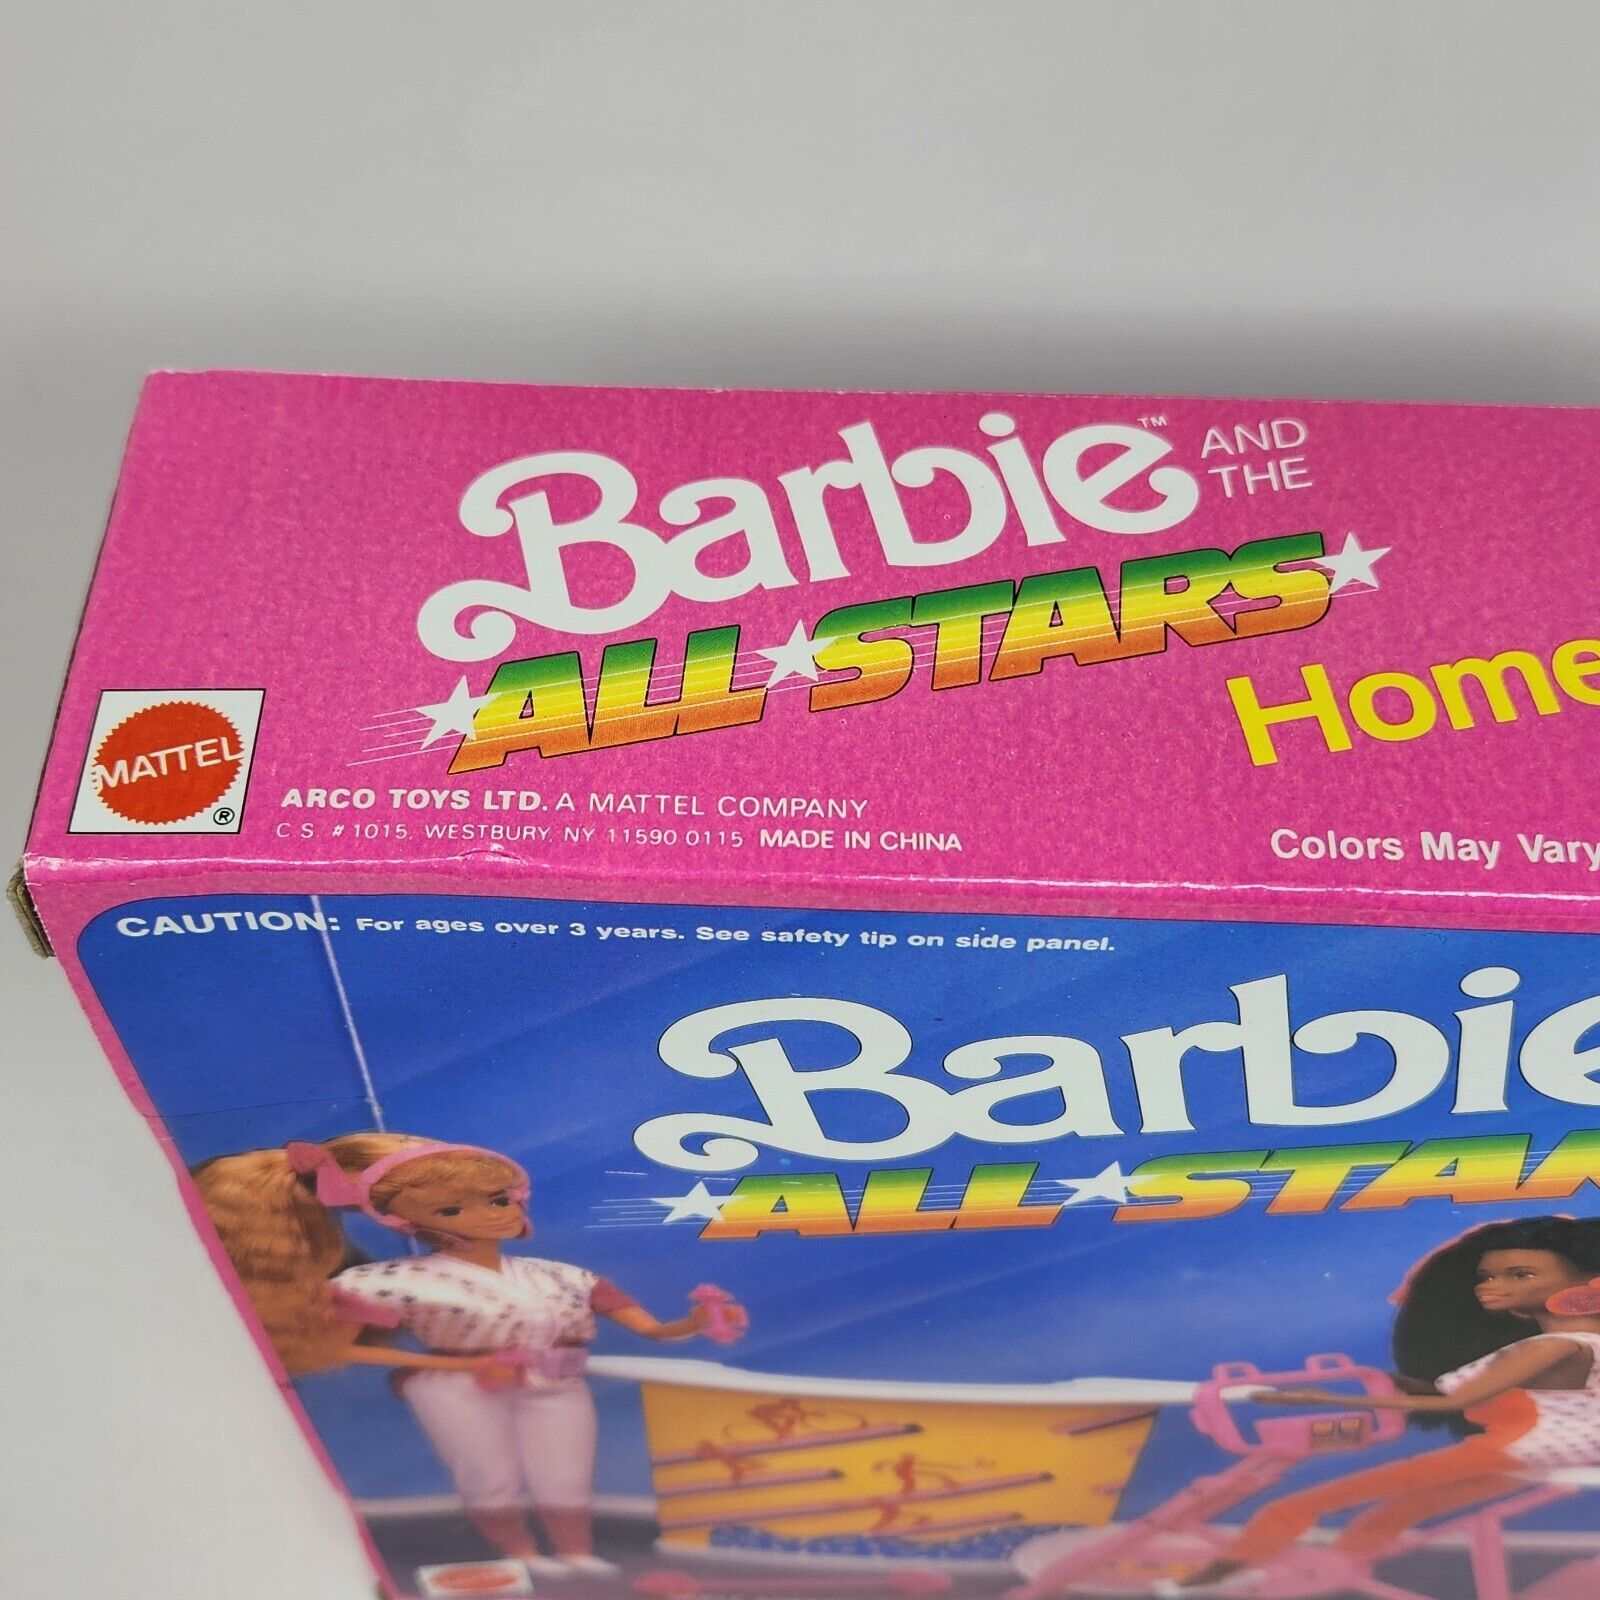 Barbie™ AND THE
ALL STARS
Home
MATTEL®
ARCO TOYS LTD. A MATTEL COMPANY
C.S. #1015, WESTBURY, NY 11590 0115 MADE IN CHINA
Colors May Vary
CAUTION: For ages over 3 years. See safety tip on side panel.
Barbie
ALL STAR